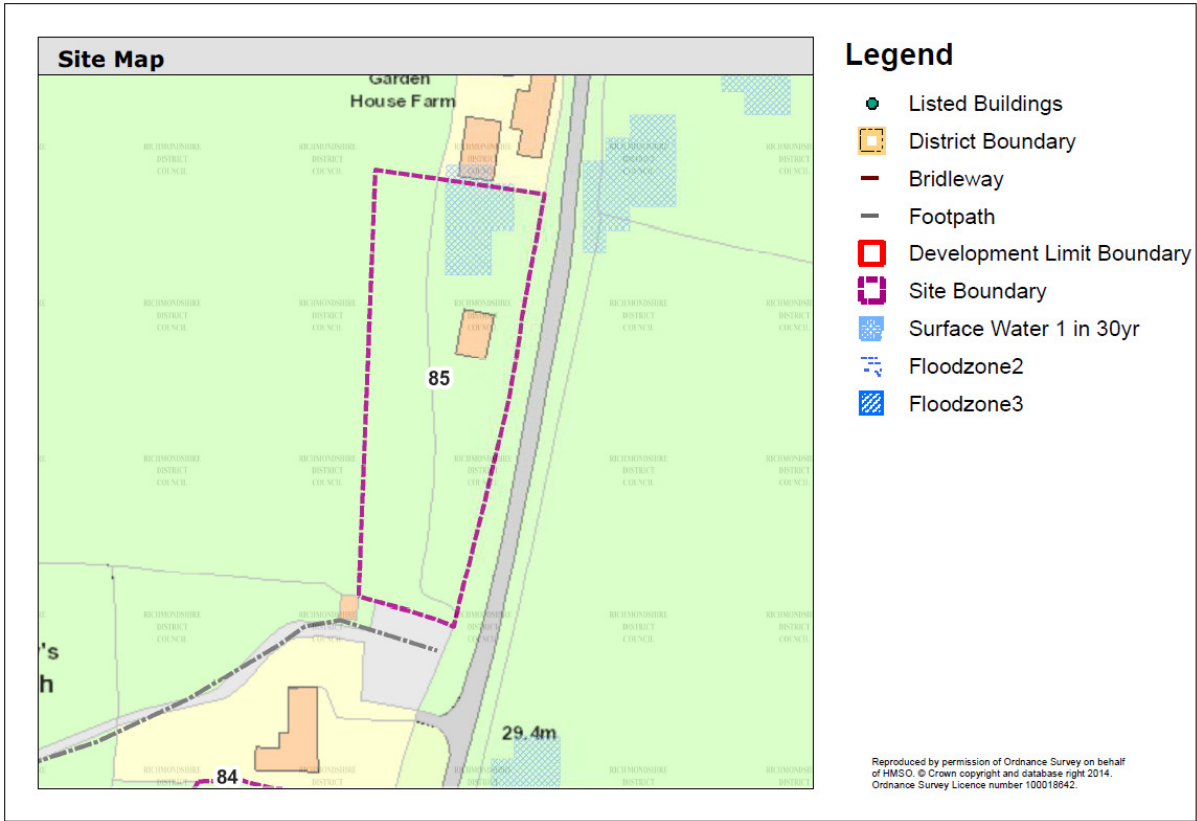 Site Map
Garden
House Farm
85
's
h
29.4m
84
RICHMONDSHIRE
DISTRICT
COUNCIL
Legend
Listed Buildings
District Boundary
Bridleway
Footpath
Development Limit Boundary
Site Boundary
Surface Water 1 in 30yr
Floodzone2
Floodzone3
Reproduced by permission of Ordnance Survey on behalf
of HMSO. © Crown copyright and database right 2014.
Ordnance Survey Licence number 100018642.